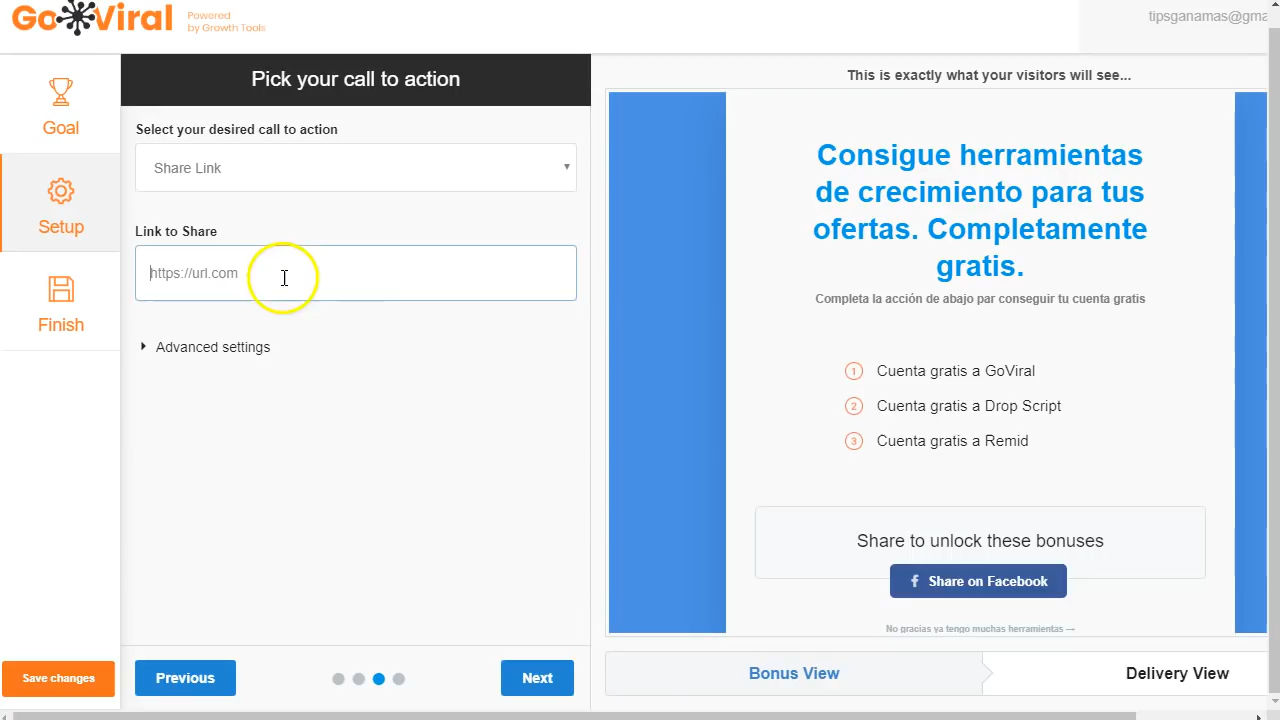 Go Viral
Powered
by Growth Tools
tipsganamas@gma
Goal
Setup
Finish
Save changes
Pick your call to action
Select your desired call to action
Share Link
Link to Share
https://url.com
Advanced settings
Previous
Next
This is exactly what your visitors will see...
Consigue herramientas
de crecimiento para tus
ofertas. Completamente
gratis.
Completa la acción de abajo par conseguir tu cuenta gratis
1 Cuenta gratis a GoViral
2 Cuenta gratis a Drop Script
3 Cuenta gratis a Remid
Share to unlock these bonuses
f Share on Facebook
No gracias ya tengo muchas herramientas →
Bonus View
Delivery View